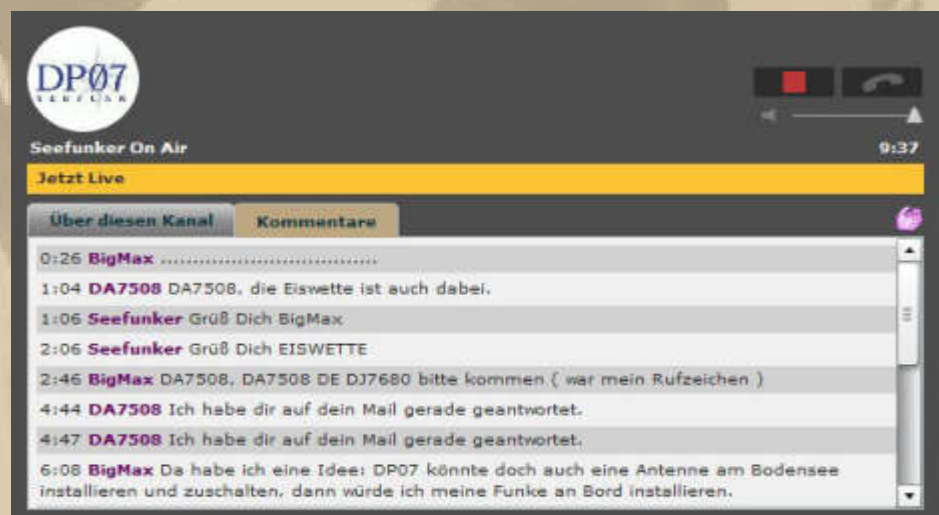 DP07
SEEFUNK
Seefunker On Air
9:37
Jetzt Live
Über diesen Kanal
Kommentare
0:26 BigMax .................................
1:04 DA7508 DA7508, die Eiswette ist auch dabei.
1:06 Seefunker Grüß Dich BigMax
2:06 Seefunker Grüß Dich EISWETTE
2:46 BigMax DA7508, DA7508 DE DJ7680 bitte kommen ( war mein Rufzeichen )
4:44 DA7508 Ich habe dir auf dein Mail gerade geantwortet.
4:47 DA7508 Ich habe dir auf dein Mail gerade geantwortet.
6:08 BigMax Da habe ich eine Idee: DP07 könnte doch auch eine Antenne am Bodensee
installieren und zuschalten, dann würde ich meine Funke an Bord installieren.